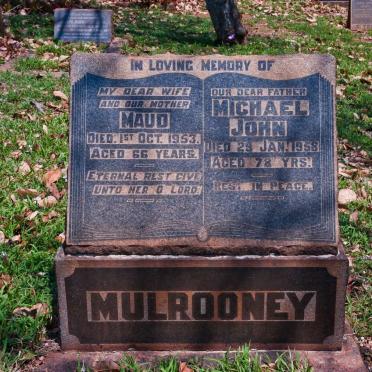 IN LOVING MEMORY OF
MY DEAR WIFE
AND OUR MOTHER
MAUD
DIED 1ST OCT. 1953.
AGED 66 YEARS.
ETERNAL REST GIVE
UNTO HER O LORD!
OUR DEAR FATHER
MICHAEL
JOHN
DIED 29 JAN. 1958
AGED 78 YRS.
REST IN PEACE.
MULROONEY